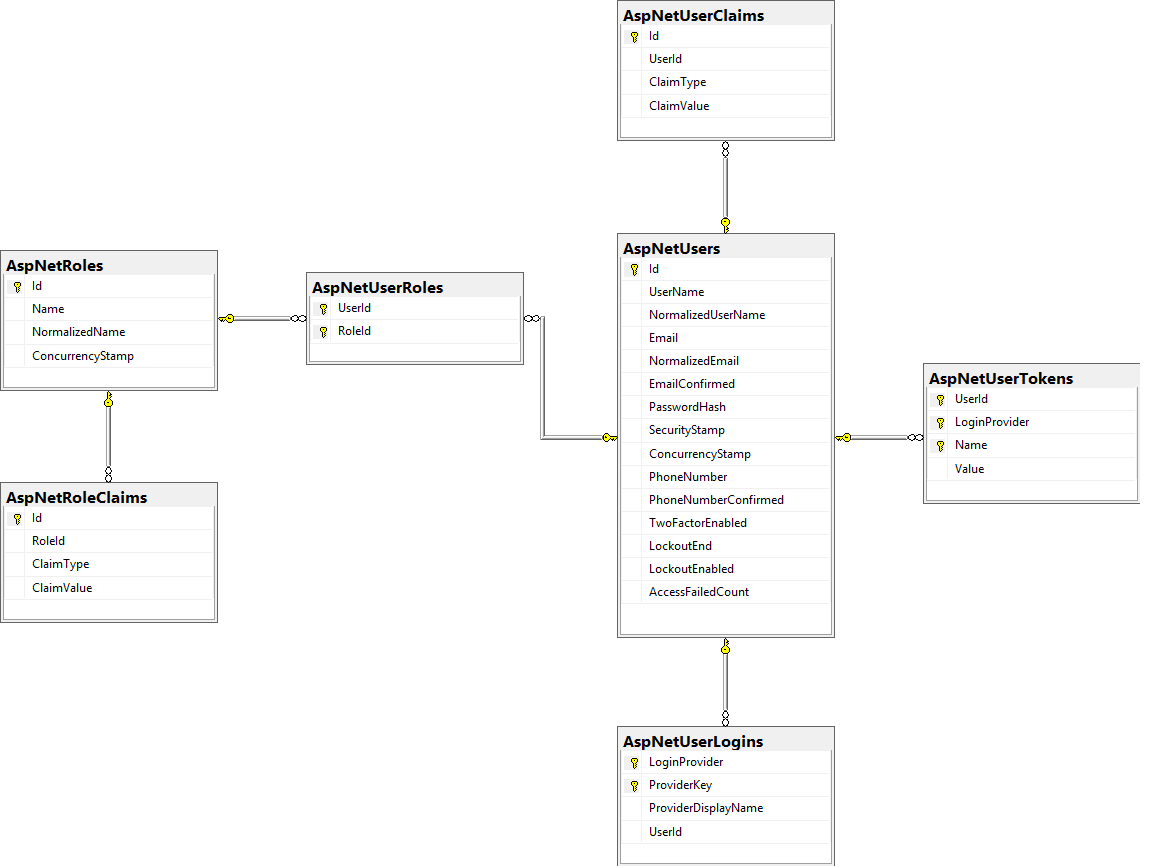 AspNetUserClaims
Id
UserId
ClaimType
ClaimValue
AspNetRoles
Id
Name
NormalizedName
ConcurrencyStamp
AspNetUserRoles
UserId
RoleId
AspNetUsers
Id
UserName
NormalizedUserName
Email
NormalizedEmail
EmailConfirmed
PasswordHash
SecurityStamp
ConcurrencyStamp
PhoneNumber
PhoneNumberConfirmed
TwoFactorEnabled
LockoutEnd
LockoutEnabled
AccessFailedCount
AspNetUserTokens
UserId
LoginProvider
Name
Value
AspNetRoleClaims
Id
RoleId
ClaimType
ClaimValue
AspNetUserLogins
LoginProvider
ProviderKey
ProviderDisplayName
UserId